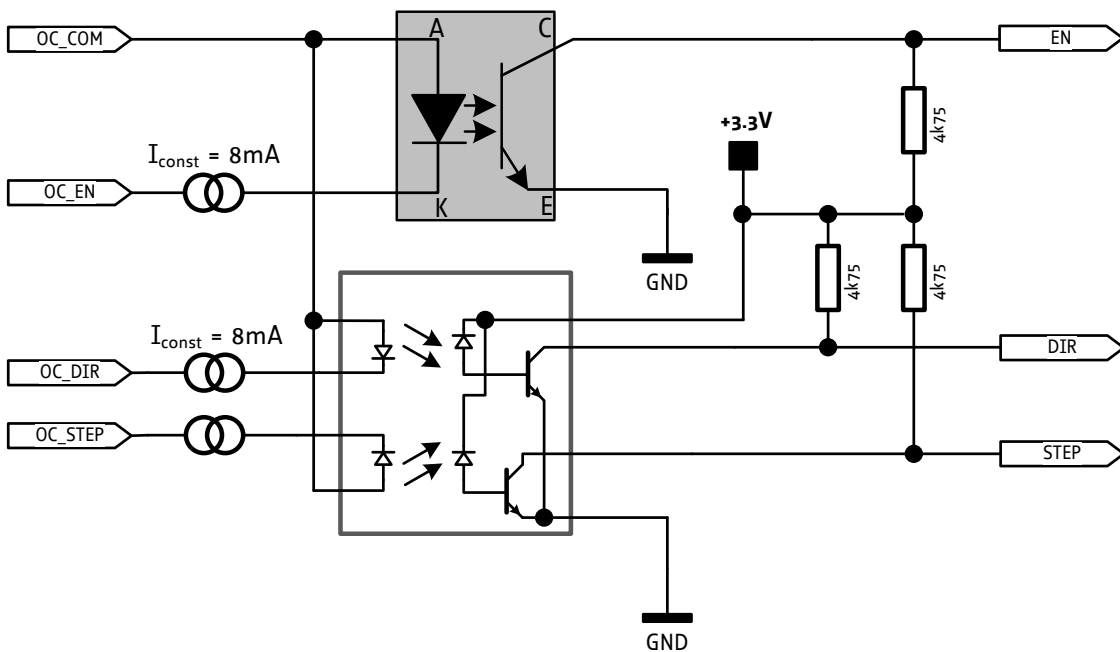 OC_COM
A
C
EN
4k75
+3.3V
I_const = 8mA
OC_EN
K
E
GND
4k75
4k75
I_const = 8mA
OC_DIR
DIR
OC_STEP
STEP
GND